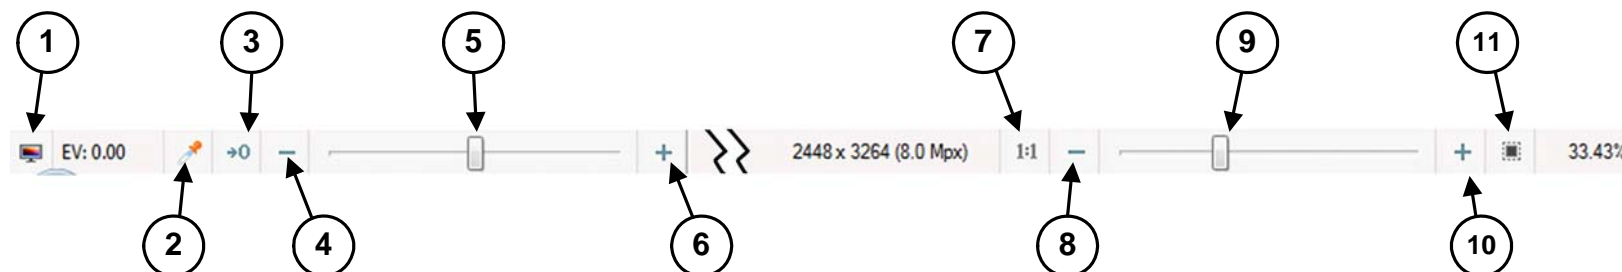 1 3 5 7 9 11
EV: 0.00 →0 − + 2448 x 3264 (8.0 Mpx) 1:1 − + 33.43%
2 4 6 8 10